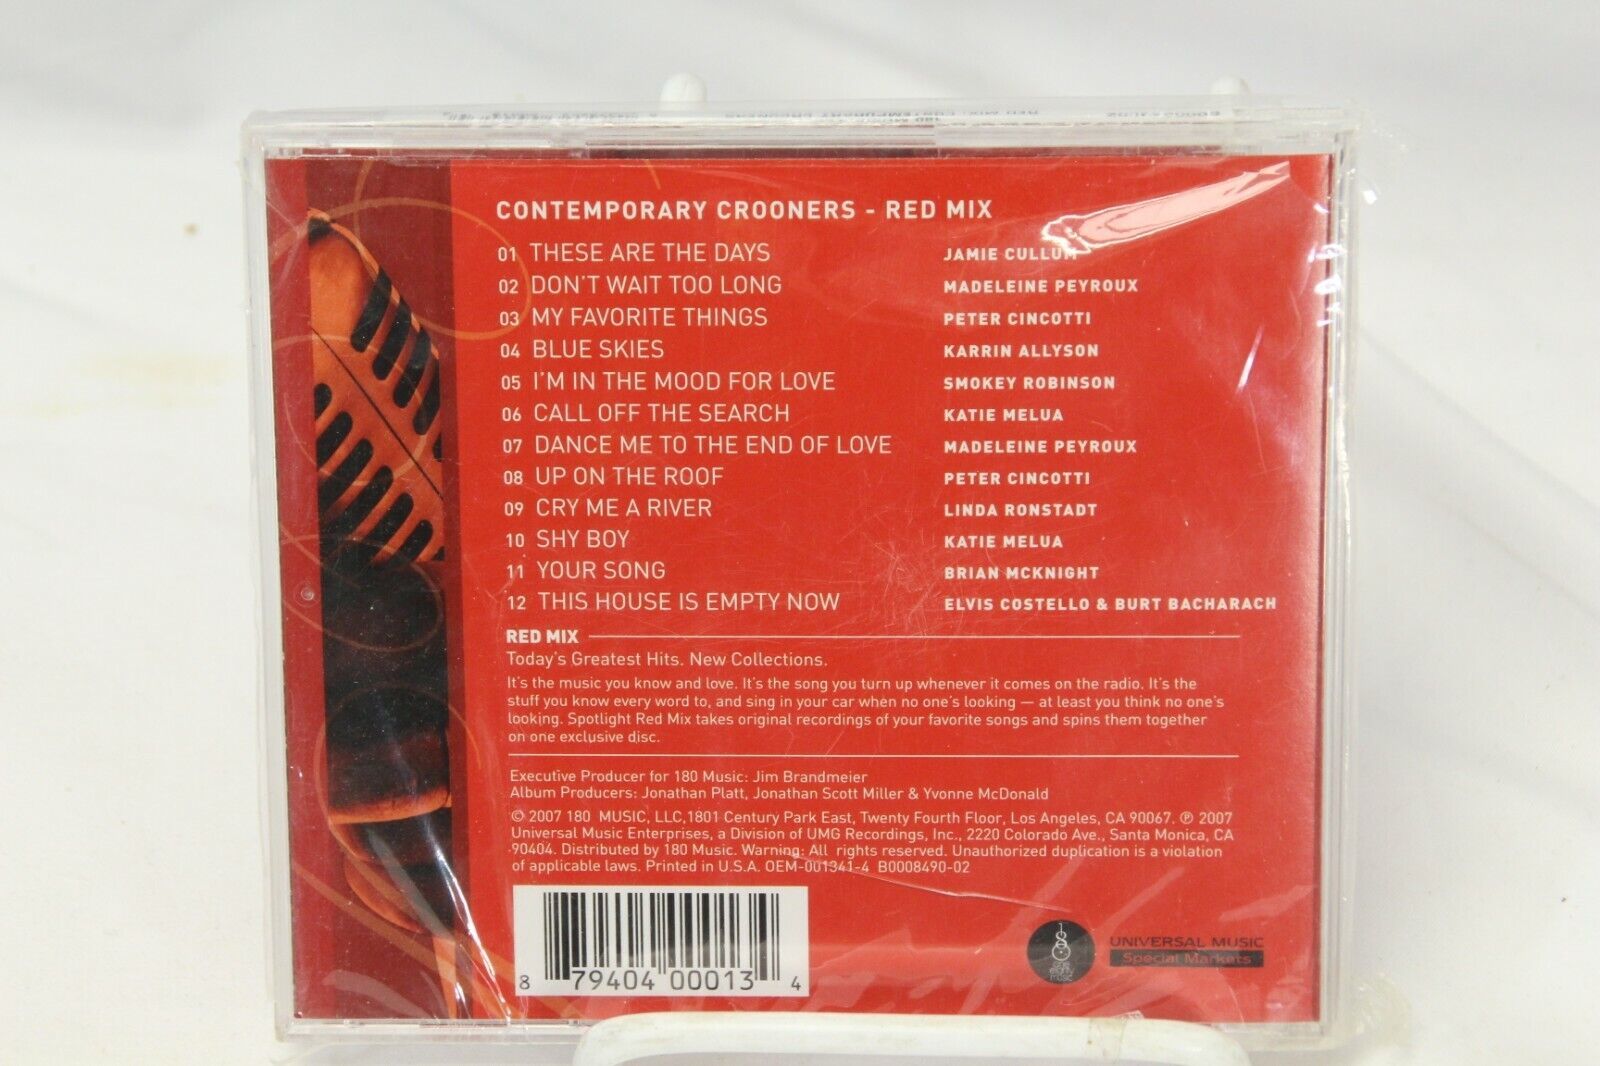 RED MIX: CONTEMPORARY CROONERS
CONTEMPORARY CROONERS - RED MIX
01 THESE ARE THE DAYS JAMIE CULLUM
02 DON'T WAIT TOO LONG MADELEINE PEYROUX
03 MY FAVORITE THINGS PETER CINCOTTI
04 BLUE SKIES KARRIN ALLYSON
05 I'M IN THE MOOD FOR LOVE SMOKEY ROBINSON
06 CALL OFF THE SEARCH KATIE MELUA
07 DANCE ME TO THE END OF LOVE MADELEINE PEYROUX
08 UP ON THE ROOF PETER CINCOTTI
09 CRY ME A RIVER LINDA RONSTADT
10 SHY BOY KATIE MELUA
11 YOUR SONG BRIAN MCKNIGHT
12 THIS HOUSE IS EMPTY NOW ELVIS COSTELLO & BURT BACHARACH
RED MIX
Today's Greatest Hits. New Collections.
It's the music you know and love. It's the song you turn up whenever it comes on the radio. It's the
stuff you know every word to, and sing in your car when no one's looking — at least you think no one's
looking. Spotlight Red Mix takes original recordings of your favorite songs and spins them together
on one exclusive disc.
Executive Producer for 180 Music: Jim Brandmeier
Album Producers: Jonathan Platt, Jonathan Scott Miller & Yvonne McDonald
© 2007 180 MUSIC, LLC,1801 Century Park East, Twenty Fourth Floor, Los Angeles, CA 90067. ℗ 2007
Universal Music Enterprises, a Division of UMG Recordings, Inc., 2220 Colorado Ave., Santa Monica, CA
90404. Distributed by 180 Music. Warning: All rights reserved. Unauthorized duplication is a violation
of applicable laws. Printed in U.S.A. OEM-001341-4 B0008490-02
8 79404 00013 4
180
one
eighty
music
UNIVERSAL MUSIC
Special Markets